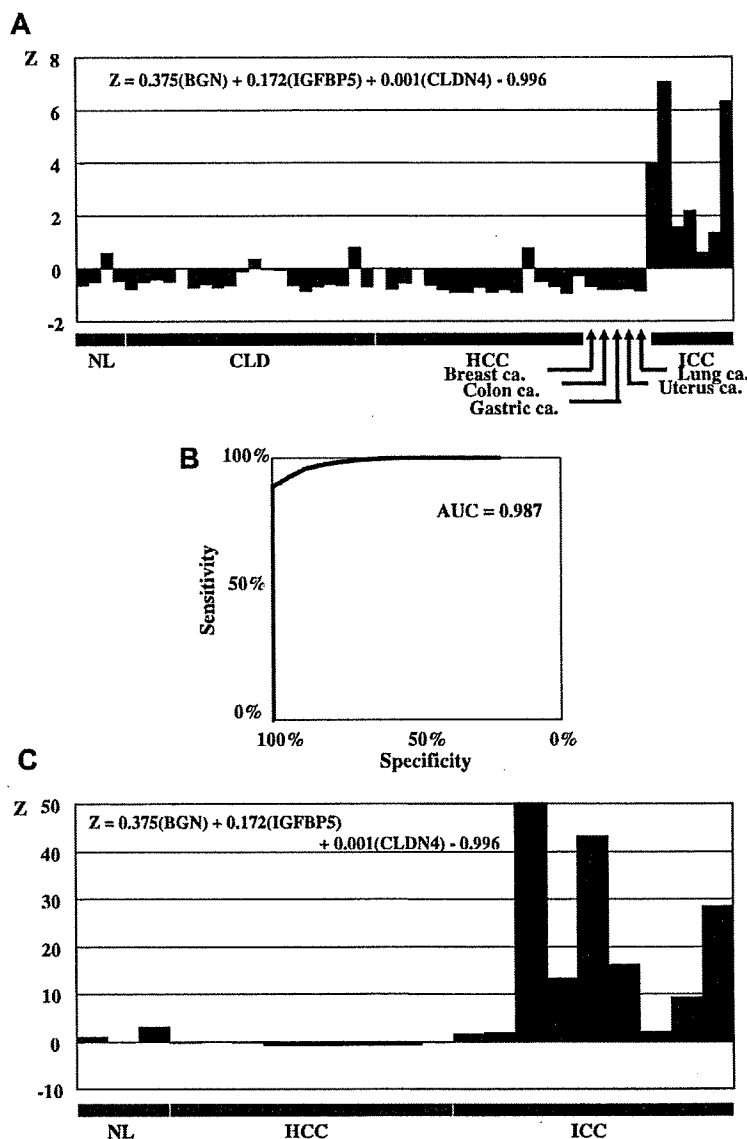 A
Z
8
Z = 0.375(BGN) + 0.172(IGFBP5) + 0.001(CLDN4) - 0.996
6
4
2
0
-2
NL CLD HCC ICC
Breast ca. Lung ca.
Colon ca. Uterus ca.
Gastric ca.
B
100%
AUC = 0.987
Sensitivity
50%
0%
100% 50% 0%
Specificity
C
Z
50
Z = 0.375(BGN) + 0.172(IGFBP5)
+ 0.001(CLDN4) - 0.996
40
30
20
10
0
-10
NL HCC ICC